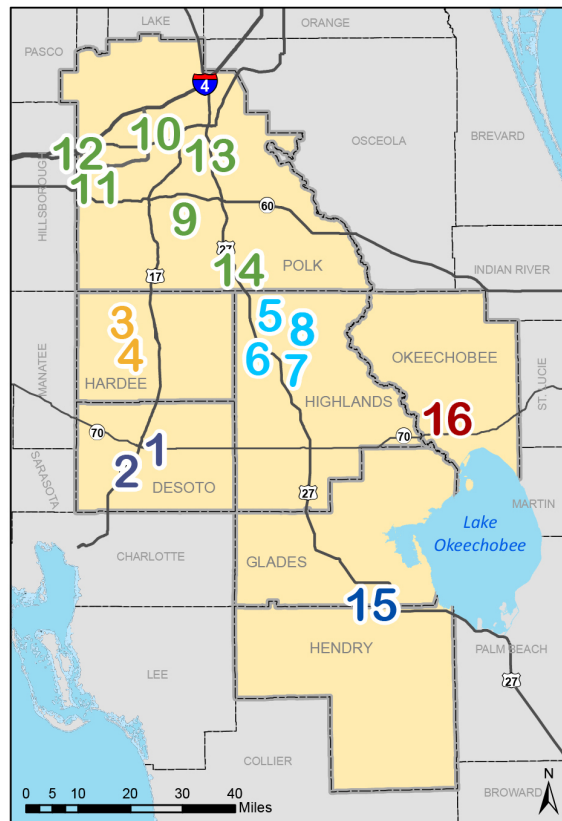 LAKE
ORANGE
PASCO
4
OSCEOLA
BREVARD
10
12
13
HILLSBOROUGH
11
9
60
27
14
POLK
17
INDIAN RIVER
5
3
8
4
6
7
OKEECHOBEE
MANATEE
HARDEE
HIGHLANDS
ST. LUCIE
16
70
70
1
2
SARASOTA
DESOTO
27
MARTIN
Lake
Okeechobee
CHARLOTTE
GLADES
15
HENDRY
PALM BEACH
LEE
27
COLLIER
N
0 5 10 20 30 40
Miles
BROWARD